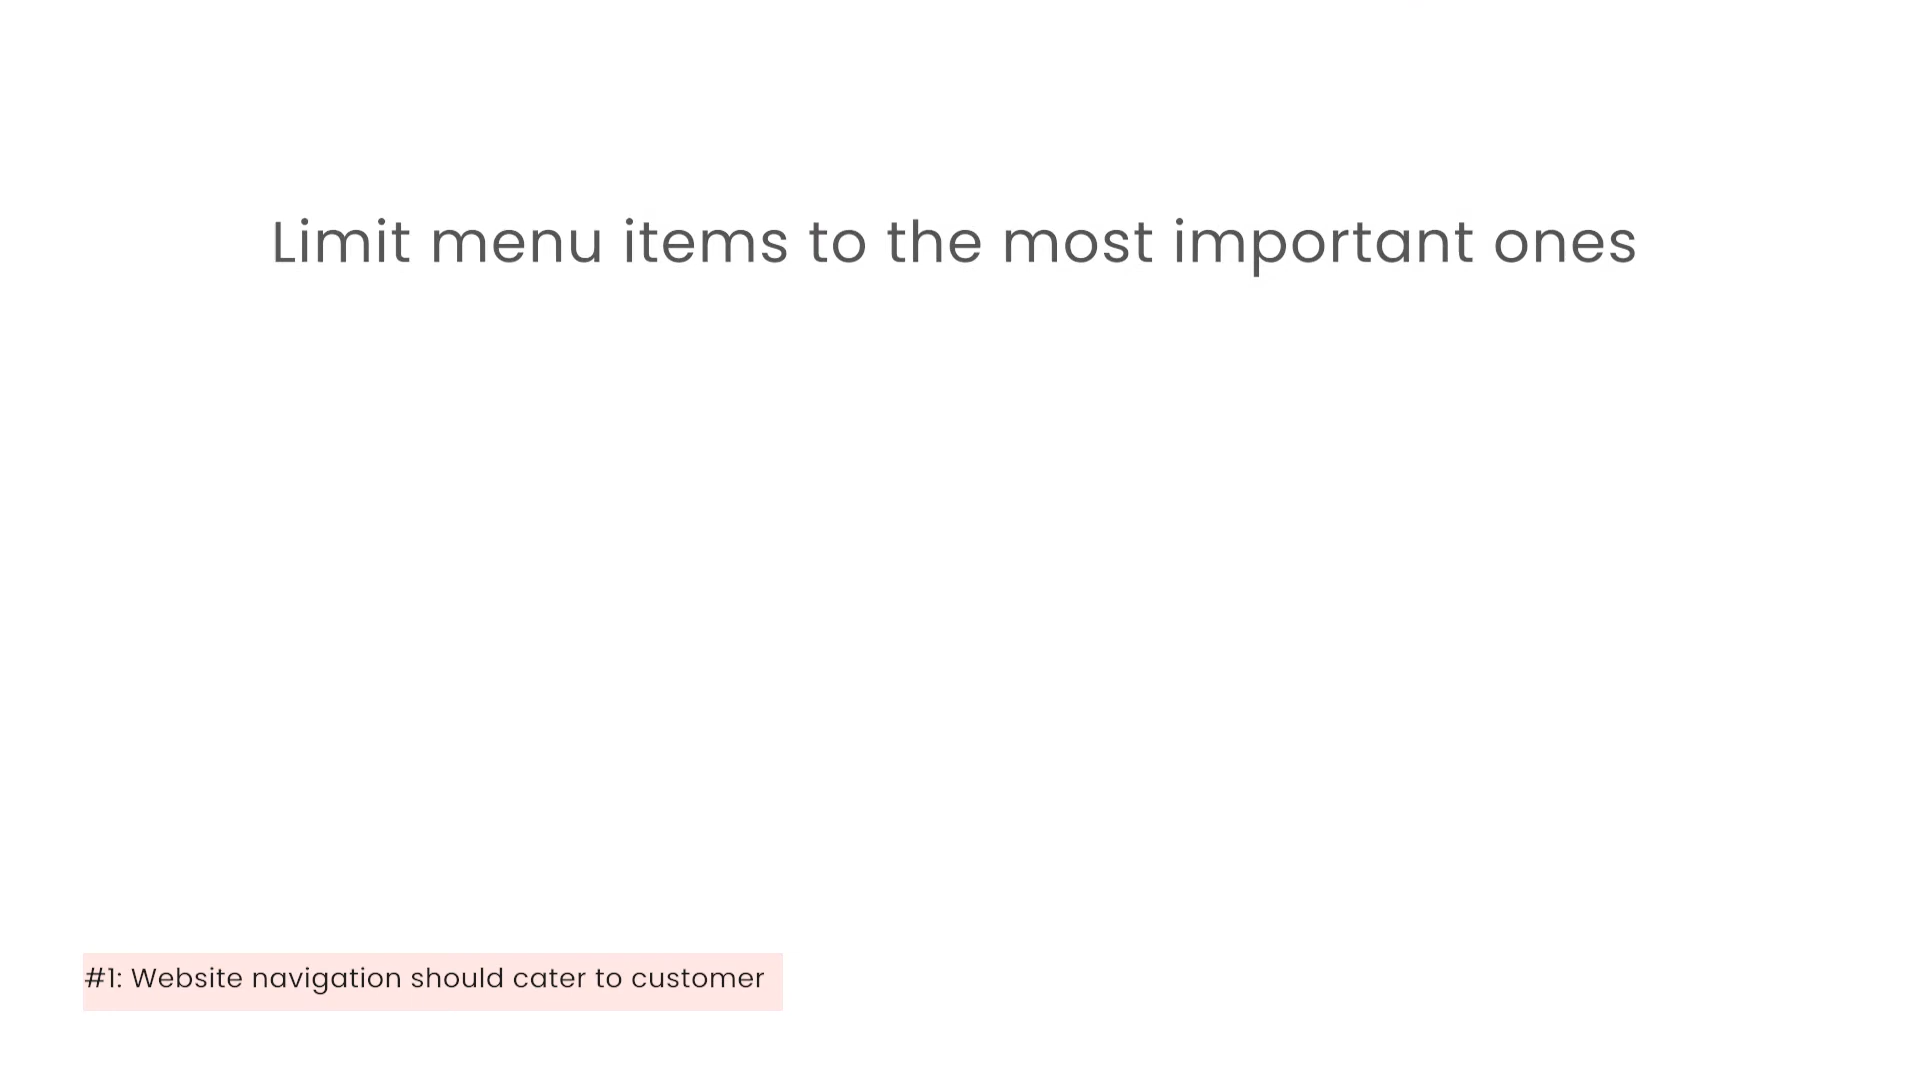 Limit menu items to the most important ones
#1: Website navigation should cater to customer